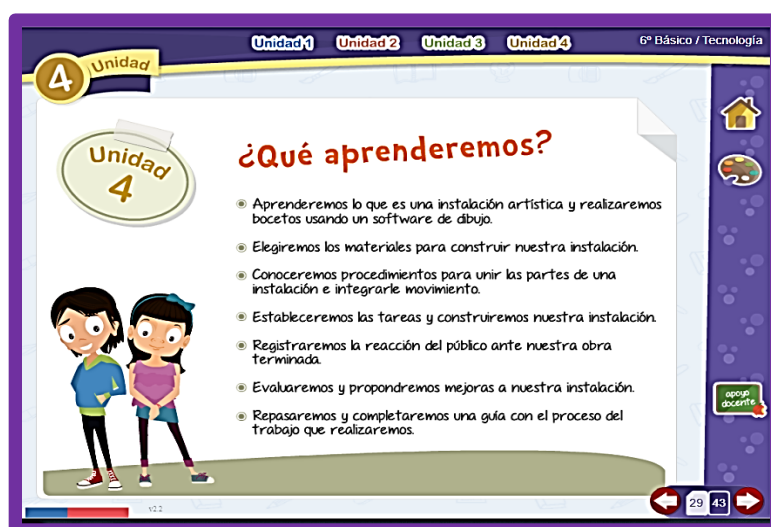 Unidad 1 Unidad 2 Unidad 3 Unidad 4 6º Básico / Tecnología
4 Unidad
Unidad
4
¿Qué aprenderemos?
Aprenderemos lo que es una instalación artística y realizaremos
bocetos usando un software de dibujo.
Elegiremos los materiales para construir nuestra instalación.
Conoceremos procedimientos para unir las partes de una
instalación e integrarle movimiento.
Estableceremos las tareas y construiremos nuestra instalación.
Registraremos la reacción del público ante nuestra obra
terminada.
Evaluaremos y propondremos mejoras a nuestra instalación.
Repasaremos y completaremos una guía con el proceso del
trabajo que realizaremos.
apoyo
docente
v2.2
29 43